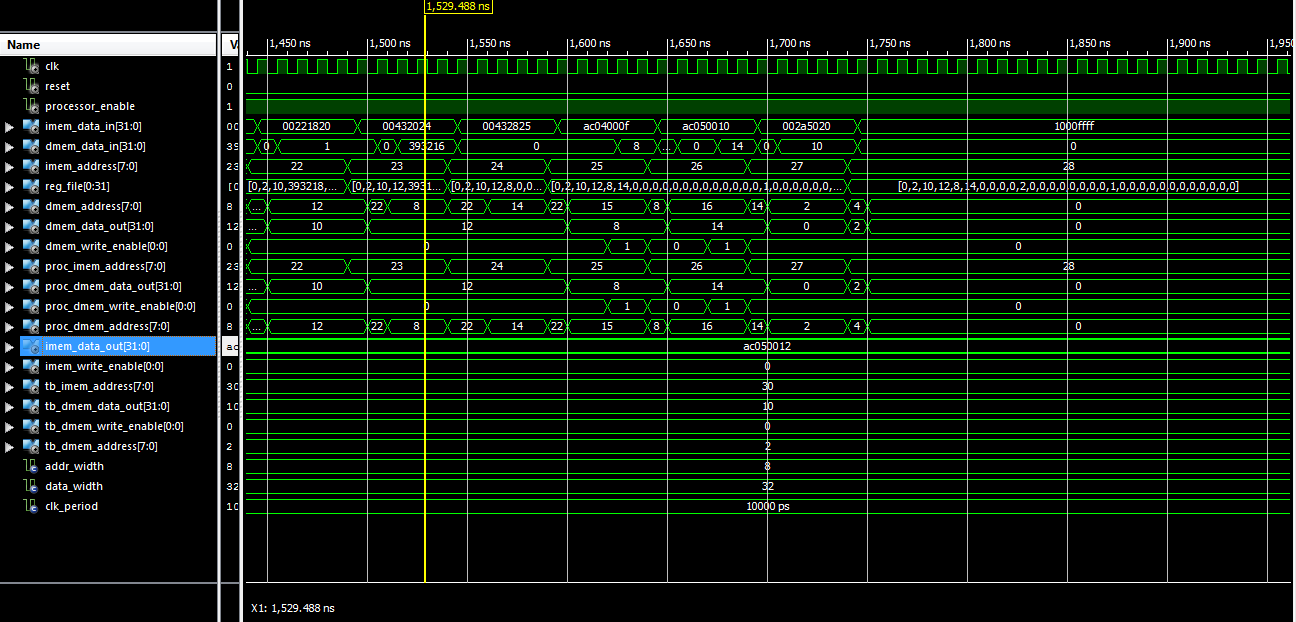 1,529.488 ns
Name V
1,450 ns 1,500 ns 1,550 ns 1,600 ns 1,650 ns 1,700 ns 1,750 ns 1,800 ns 1,850 ns 1,900 ns 1,950
clk 1
reset 0
processor_enable 1
imem_data_in[31:0] 00 00221820 00432024 00432825 ac04000f ac050010 002a5020 1000ffff
dmem_data_in[31:0] 39 0 1 0 393216 0 8 ... 0 14 0 10 0
imem_address[7:0] 23 22 23 24 25 26 27 28
reg_file[0:31] [0 [0,2,10,393218,... [0,2,10,12,3931... [0,2,10,12,8,0,0... [0,2,10,12,8,14,0,0,0,0,0,0,0,0,0,0,0,0,1,0,0,0,0,0,0,... [0,2,10,12,8,14,0,0,0,0,2,0,0,0,0,0,0,0,0,1,0,0,0,0,0,0,0,0,0,0,0,0]
dmem_address[7:0] 8 ... 12 22 8 22 14 22 15 8 16 14 2 4 0
dmem_data_out[31:0] 12 ... 10 12 8 14 0 2 0
dmem_write_enable[0:0] 0 0 1 0 1 0
proc_imem_address[7:0] 23 22 23 24 25 26 27 28
proc_dmem_data_out[31:0] 12 ... 10 12 8 14 0 2 0
proc_dmem_write_enable[0:0] 0 0 1 0 1 0
proc_dmem_address[7:0] 8 ... 12 22 8 22 14 22 15 8 16 14 2 4 0
imem_data_out[31:0] ac ac050012
imem_write_enable[0:0] 0 0
tb_imem_address[7:0] 30 30
tb_dmem_data_out[31:0] 10 10
tb_dmem_write_enable[0:0] 0 0
tb_dmem_address[7:0] 2 2
addr_width 8 8
data_width 32 32
clk_period 10 10000 ps
X1: 1,529.488 ns